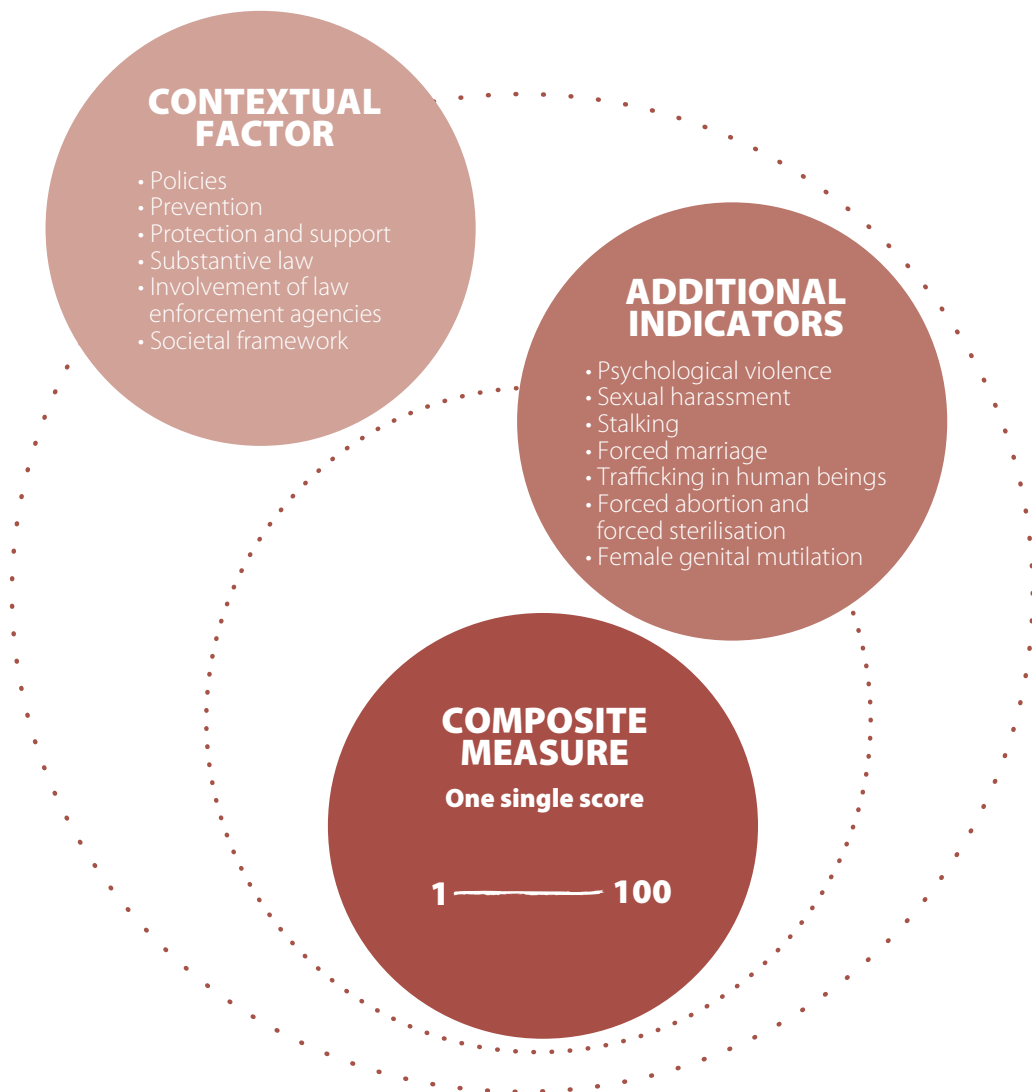 CONTEXTUAL
FACTOR
• Policies
• Prevention
• Protection and support
• Substantive law
• Involvement of law
enforcement agencies
• Societal framework
ADDITIONAL
INDICATORS
• Psychological violence
• Sexual harassment
• Stalking
• Forced marriage
• Trafficking in human beings
• Forced abortion and
forced sterilisation
• Female genital mutilation
COMPOSITE
MEASURE
One single score
1 100